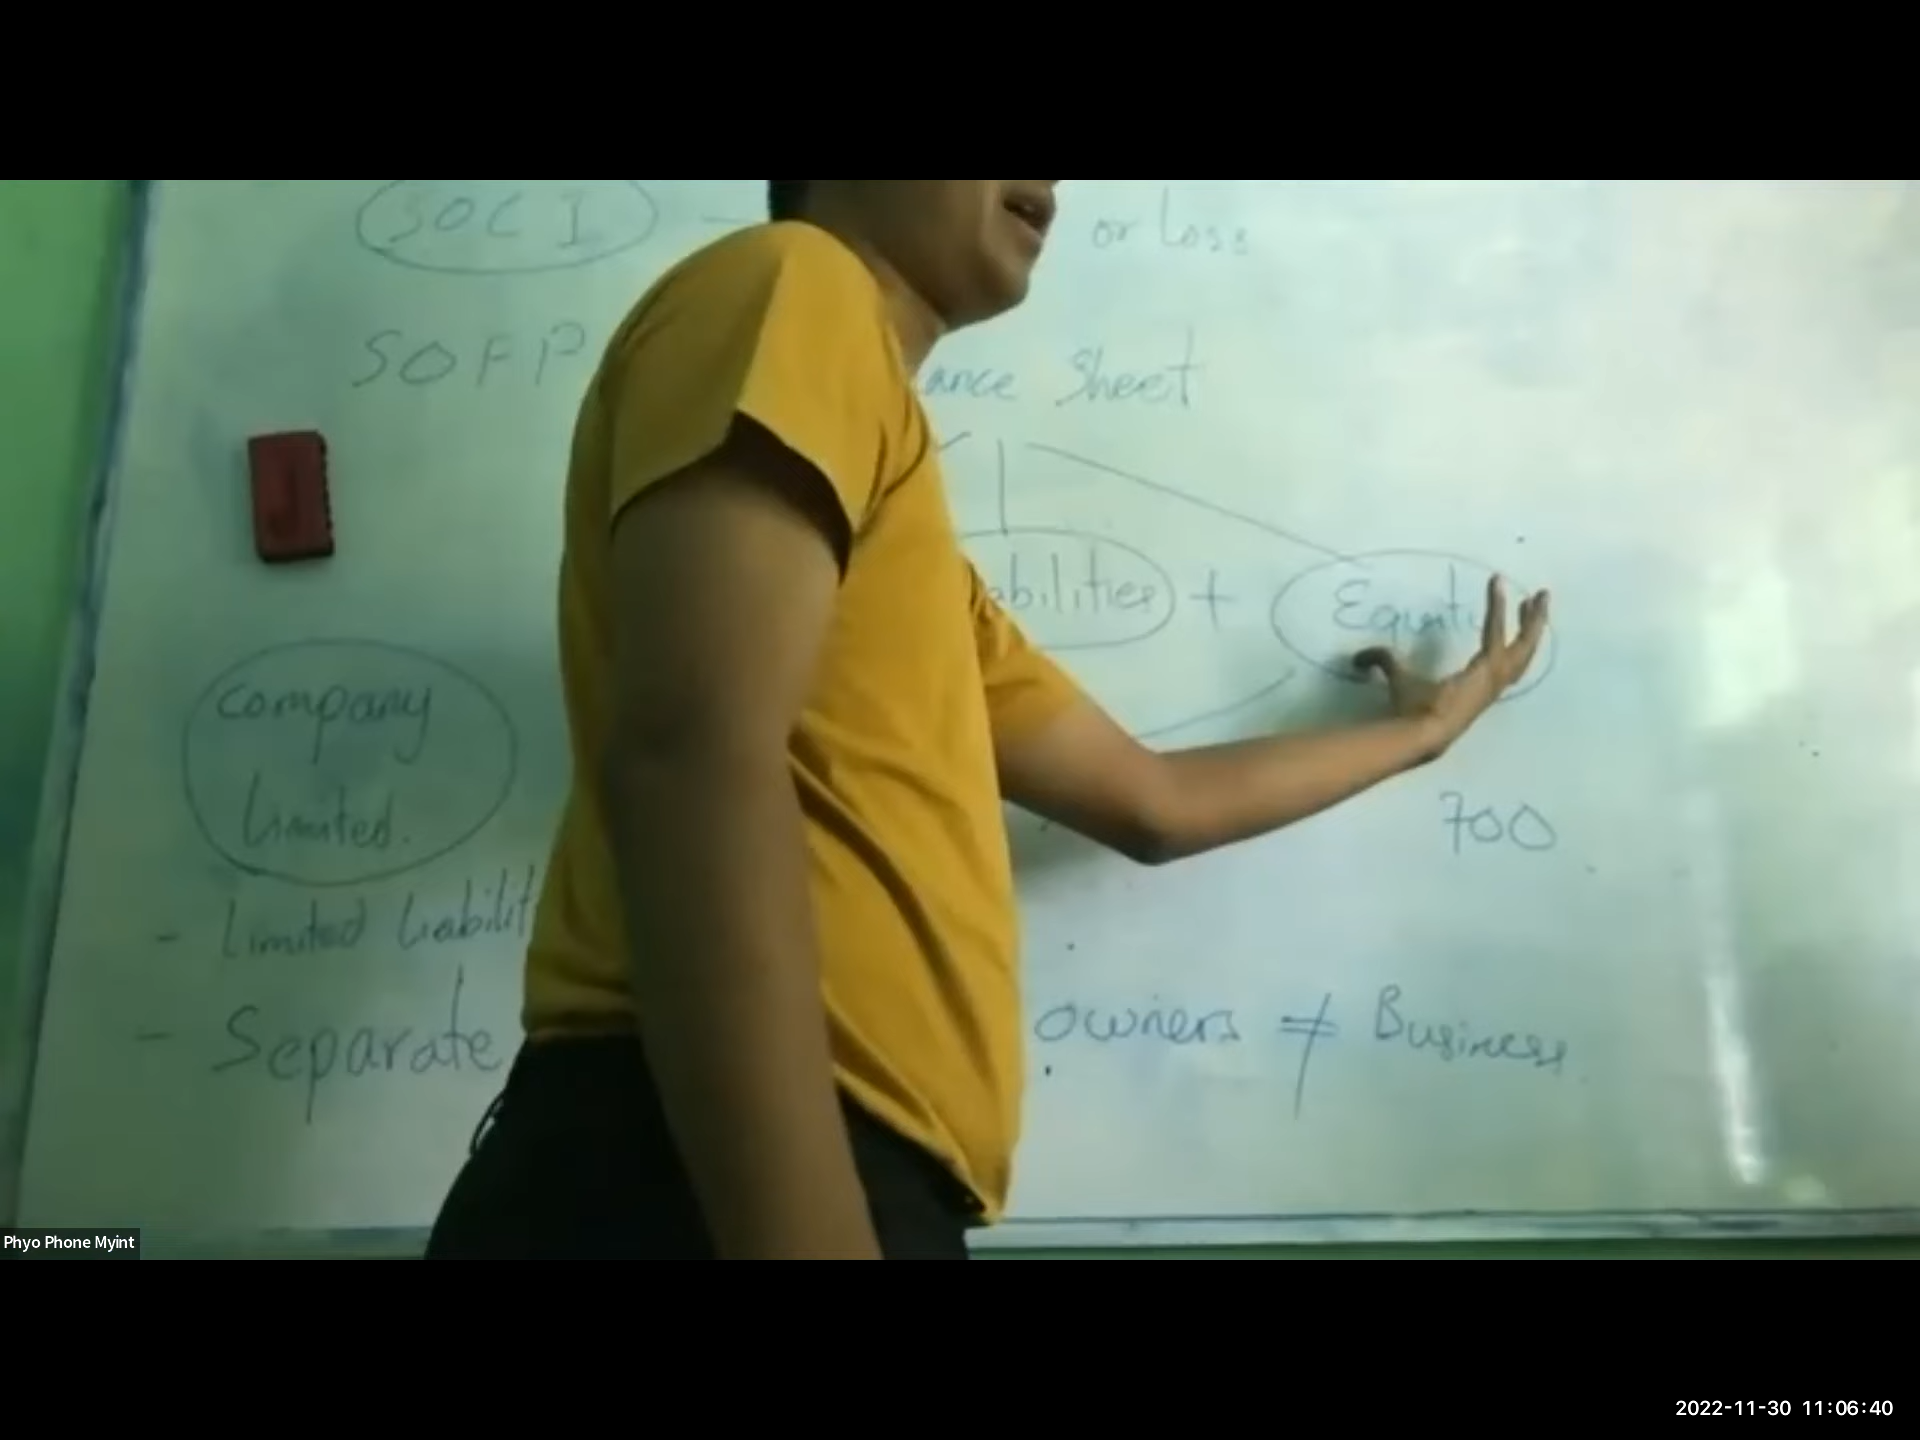 SOCI - or Loss
SOFP ance Sheet
abilities + Equity
company
Limited.
700
- Limited Liabilit
- Separate owners ≠ Business
Phyo Phone Myint
2022-11-30 11:06:40